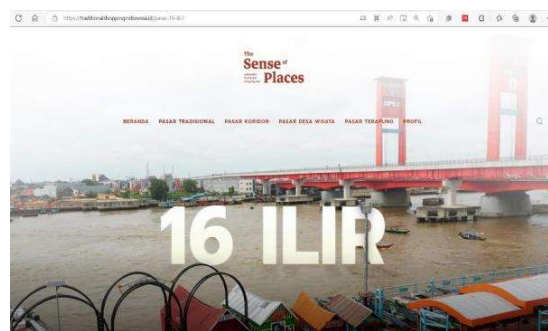 The
Sense of
Places
BERANDA PASAR TRADISIONAL PASAR KORIDOR PASAR DESA WISATA PASAR TERAPUNG PROFIL
16 ILIR